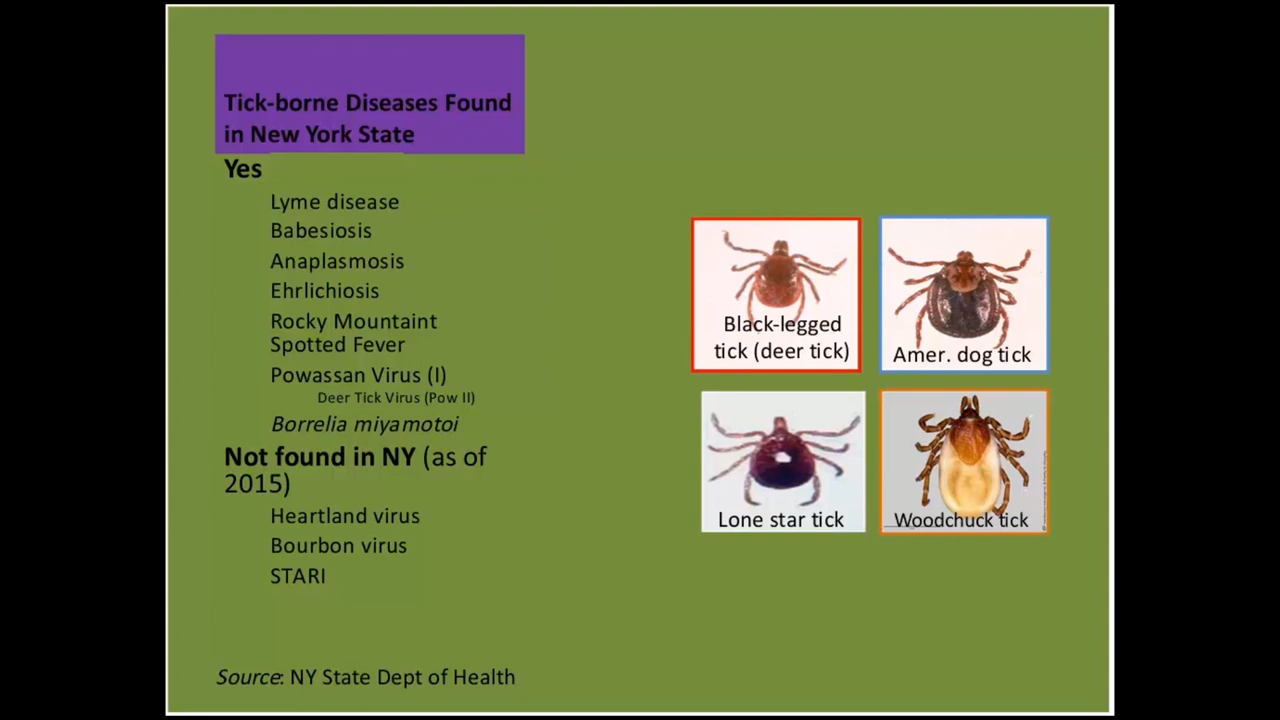 Tick-borne Diseases Found
in New York State
Yes
Lyme disease
Babesiosis
Anaplasmosis
Ehrlichiosis
Rocky Mountaint
Spotted Fever
Powassan Virus (I)
Deer Tick Virus (Pow II)
Borrelia miyamotoi
Not found in NY (as of
2015)
Heartland virus
Bourbon virus
STARI
Source: NY State Dept of Health
Black-legged
tick (deer tick)
Amer. dog tick
Lone star tick
Woodchuck tick